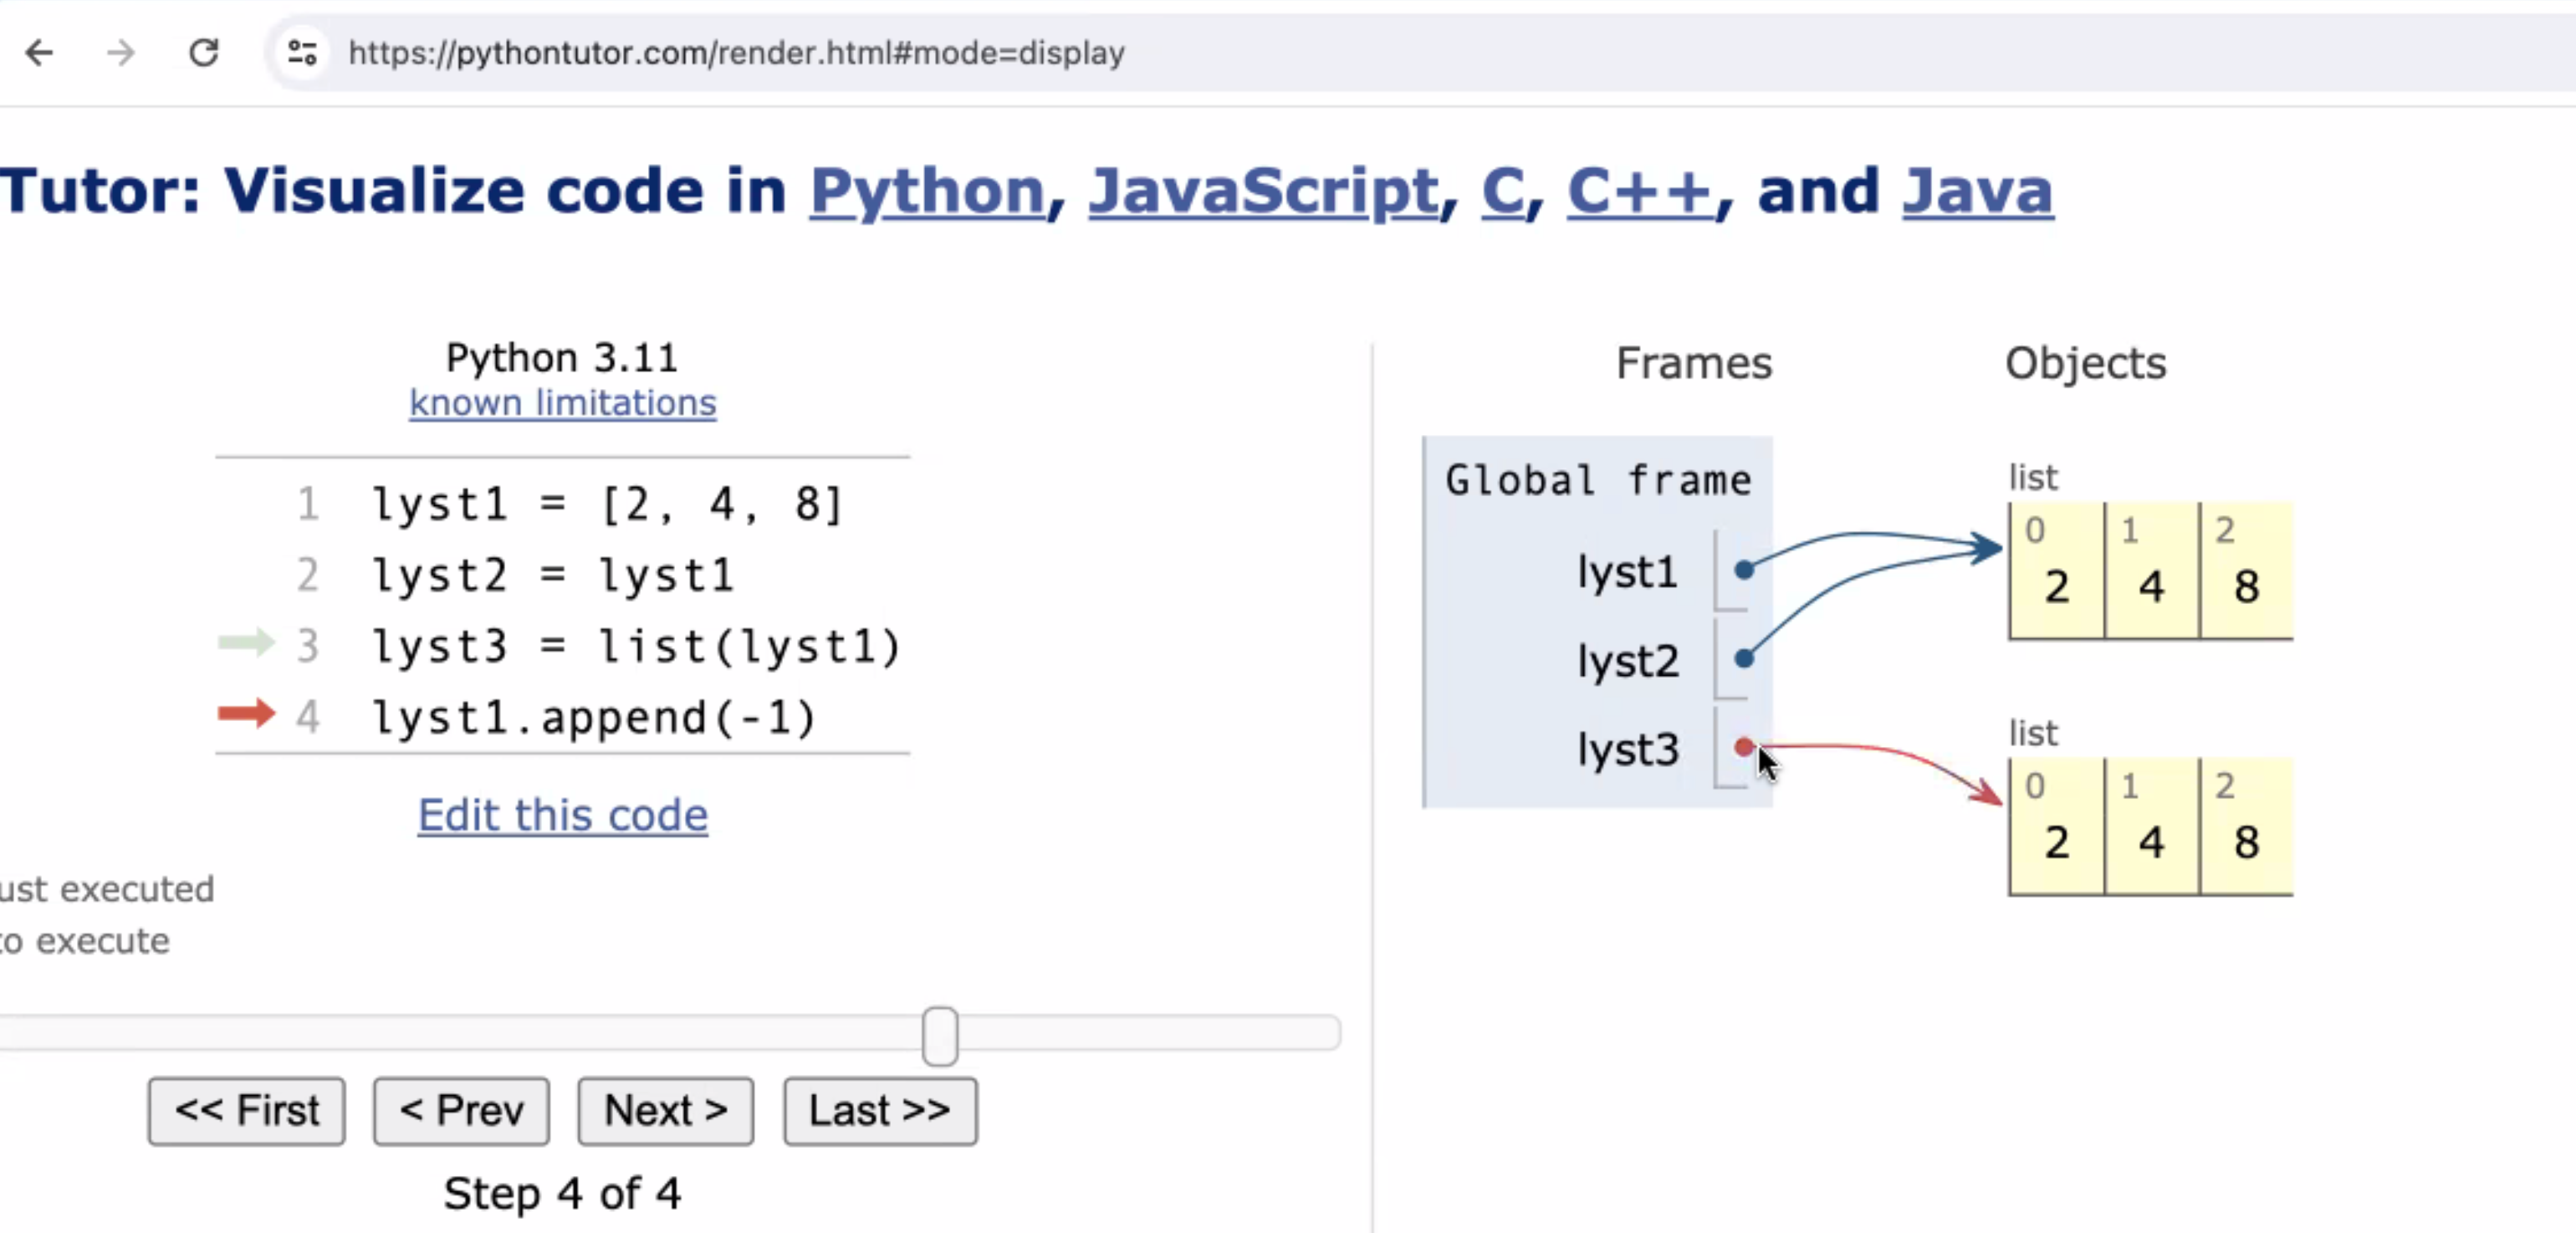 https://pythontutor.com/render.html#mode=display
Tutor: Visualize code in Python, JavaScript, C, C++, and Java
Python 3.11
known limitations
1 lyst1 = [2, 4, 8]
2 lyst2 = lyst1
3 lyst3 = list(lyst1)
4 lyst1.append(-1)
Edit this code
ust executed
to execute
<< First < Prev Next > Last >>
Step 4 of 4
Frames Objects
Global frame
lyst1
lyst2
lyst3
list
0 1 2
2 4 8
list
0 1 2
2 4 8